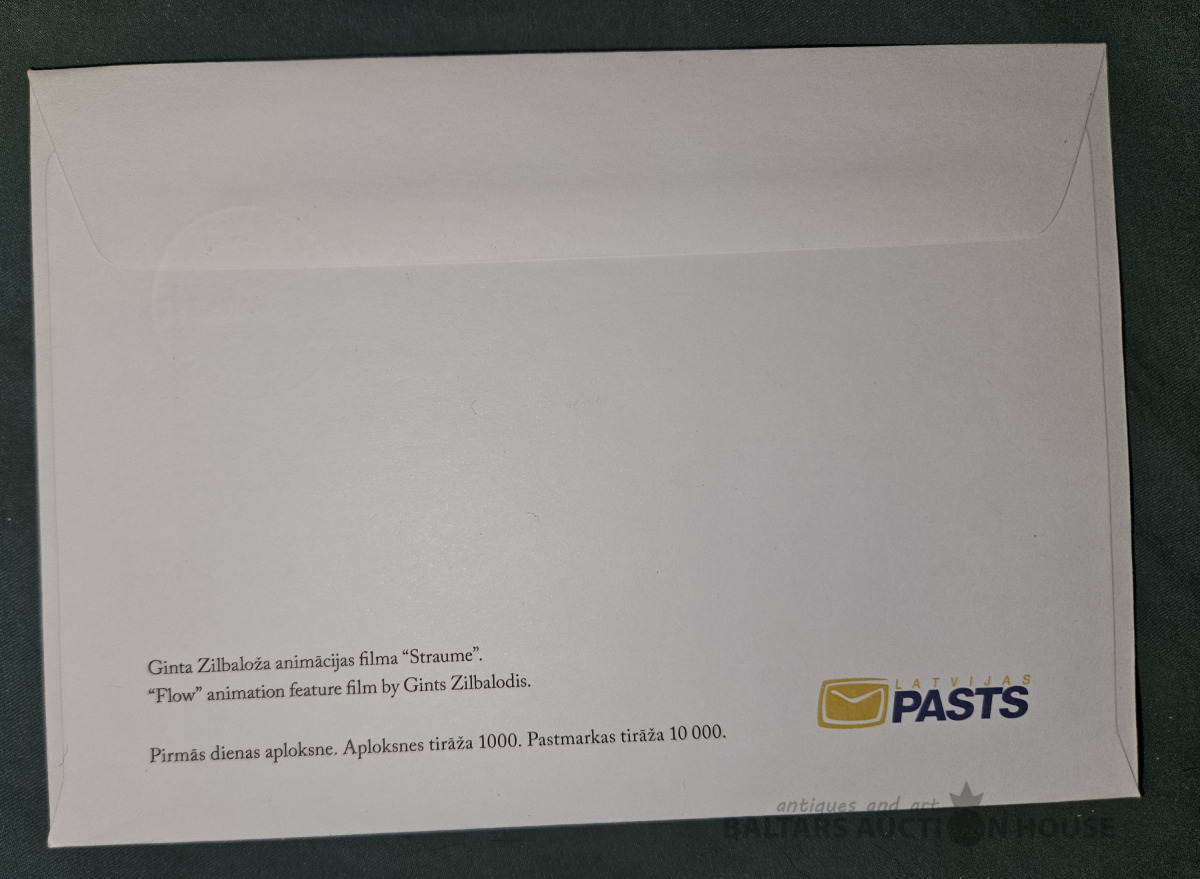 Ginta Zilbaloža animācijas filma “Straume”.
“Flow” animation feature film by Gints Zilbalodis.
Pirmās dienas aploksne. Aploksnes tirāža 1000. Pastmarkas tirāža 10 000.
LATVIJAS
PASTS
antiques and art
BALTARS AUCTION HOUSE